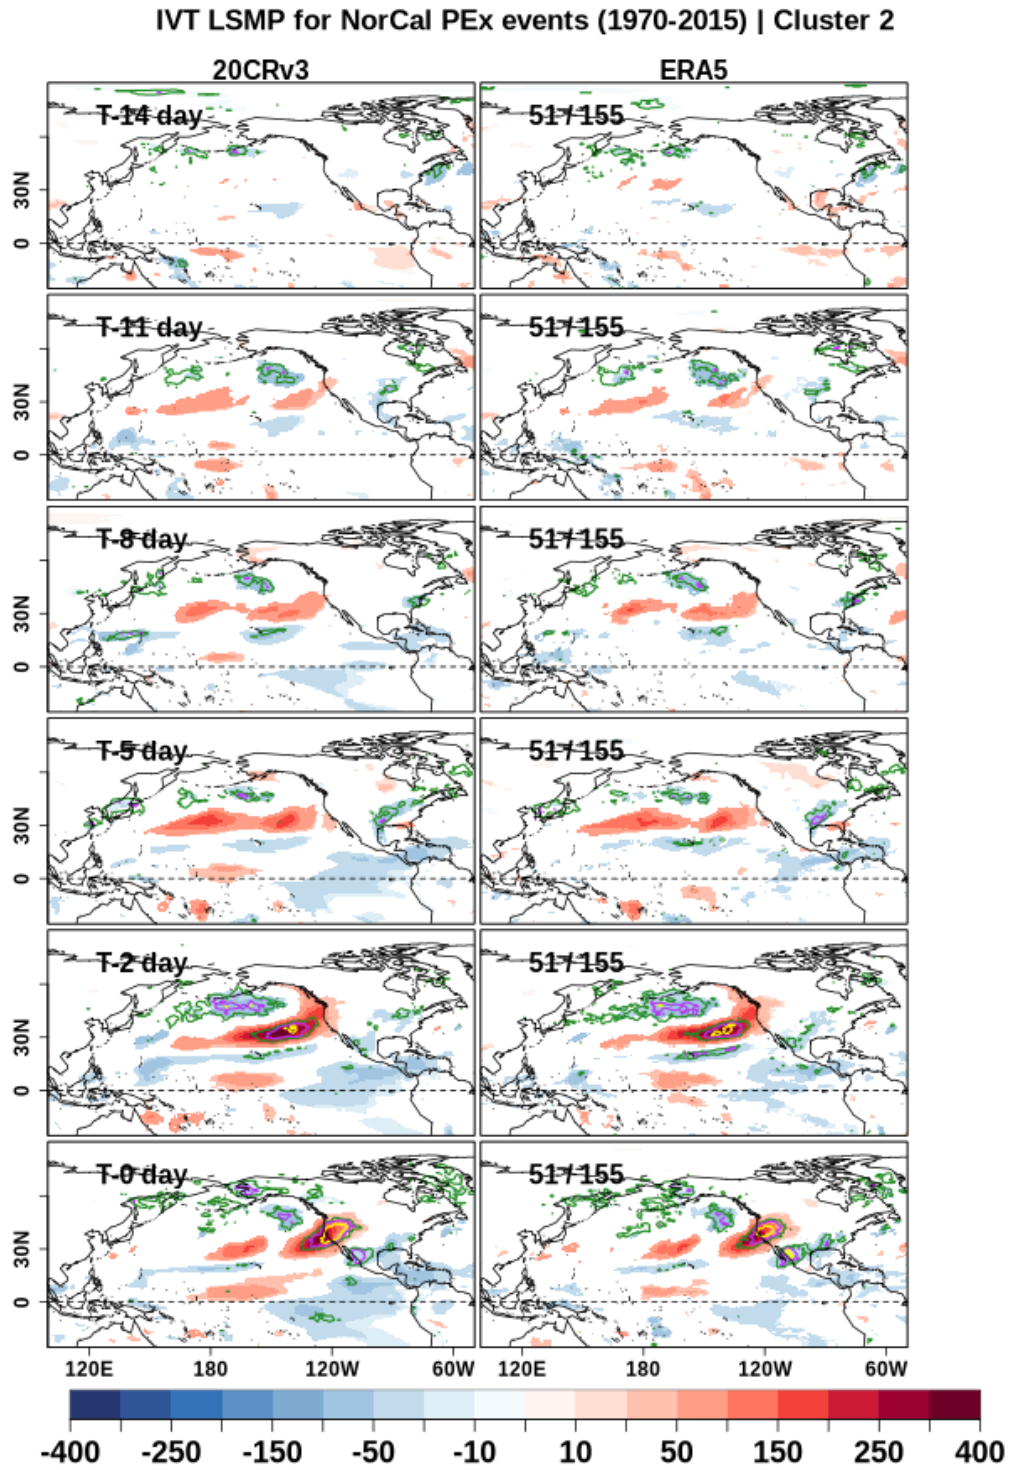 IVT LSMP for NorCal PEx events (1970-2015) | Cluster 2
20CRv3 ERA5
T-14 day 51 / 155
30N
0
T-11 day 51 / 155
30N
0
T-8 day 51 / 155
30N
0
T-5 day 51 / 155
30N
0
T-2 day 51 / 155
30N
0
T-0 day 51 / 155
30N
0
120E 180 120W 60W 120E 180 120W 60W
-400 -250 -150 -50 -10 10 50 150 250 400